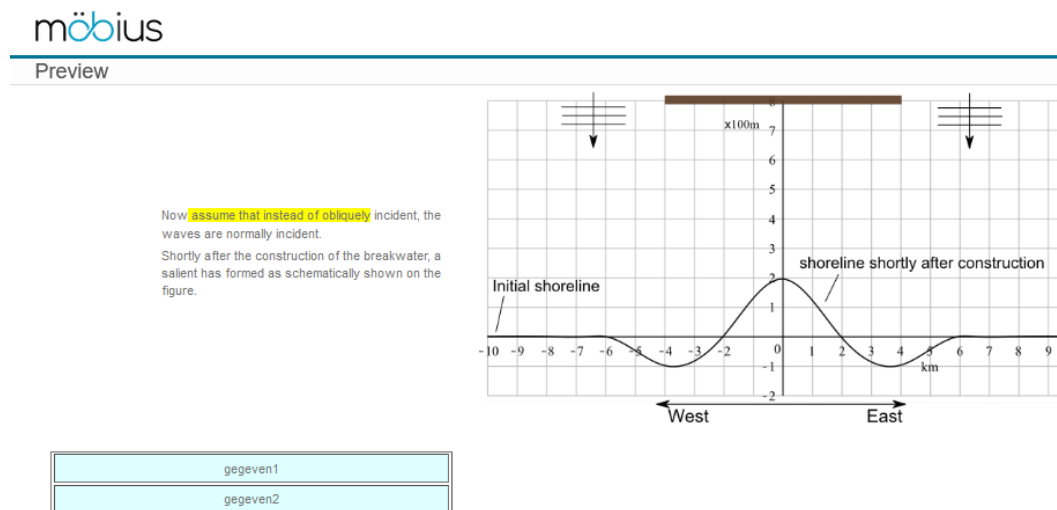 möbius
Preview
Now assume that instead of obliquely incident, the
waves are normally incident.
Shortly after the construction of the breakwater, a
salient has formed as schematically shown on the
figure.
8
x100m 7
6
5
4
3
shoreline shortly after construction
2
Initial shoreline
1
-10 -9 -8 -7 -6 -5 -4 -3 -2 0 1 2 3 4 5 6 7 8 9
-1 km
-2
West East
gegeven1
gegeven2